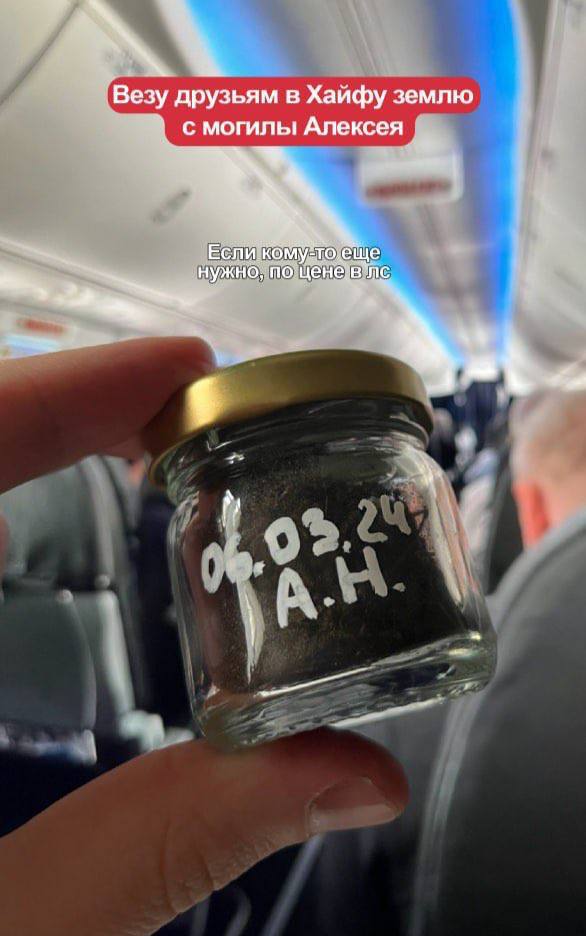 Везу друзьям в Хайфу землю
с могилы Алексея
Если кому-то еще
нужно, по цене в лс
06.03.24
А.Н.